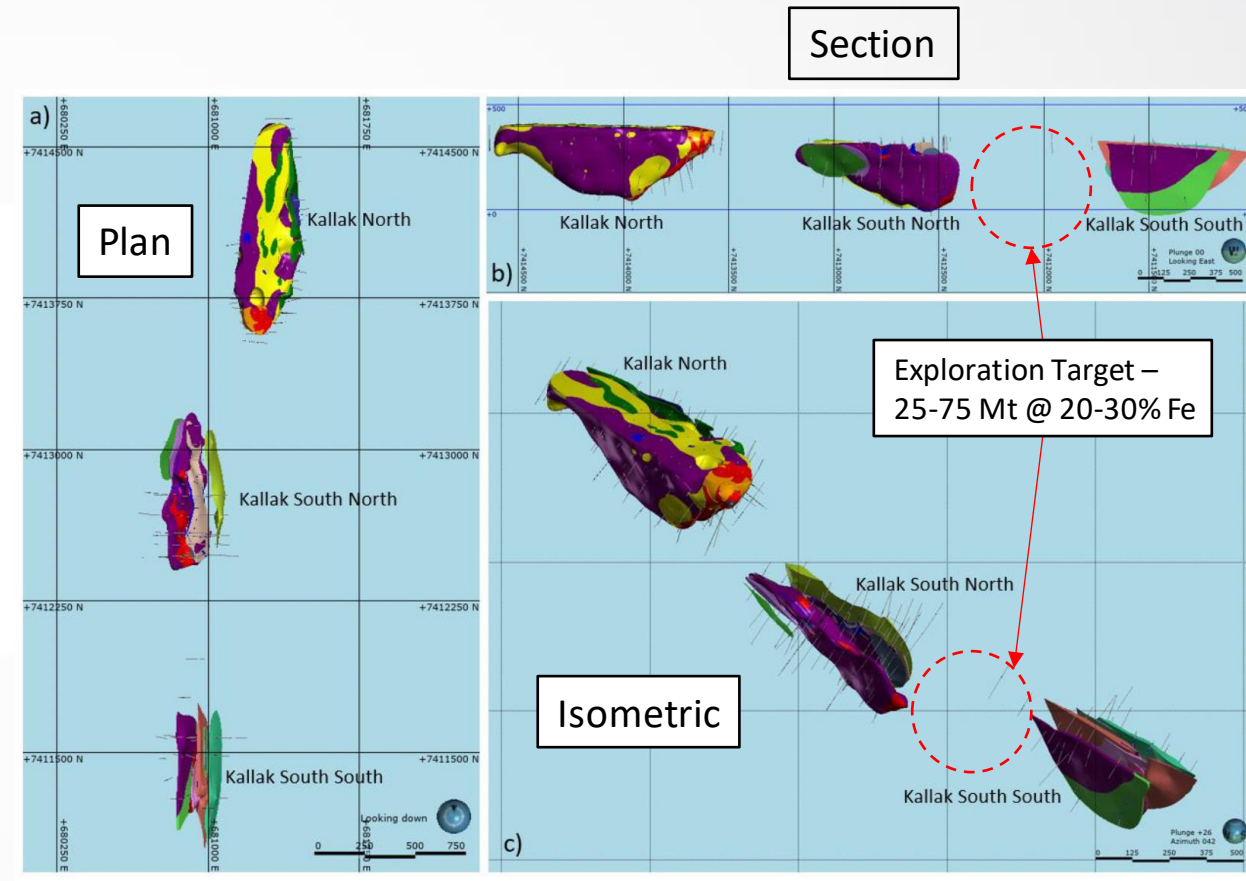 Section
a)
+680250 E
+681000 E
+681750 E
+7414500 N
+7414500 N
Kallak North
Plan
+7413750 N
+7413750 N
+7413000 N
+7413000 N
Kallak South North
+7412250 N
+7412250 N
+7411500 N
+7411500 N
Kallak South South
Looking down
+680250 E
+681000 E
0
250
500
750
+500
+0
Kallak North
Kallak South North
Kallak South South
b)
+7414500 N
+7414000 N
+7413500 N
+7413000 N
+7412500 N
+7412000 N
Plunge 00
Looking East
0
125
250
375
500
Exploration Target –
25-75 Mt @ 20-30% Fe
Kallak North
Kallak South North
Isometric
Kallak South South
c)
Plunge +26
Azimuth 042
0
125
250
375
500